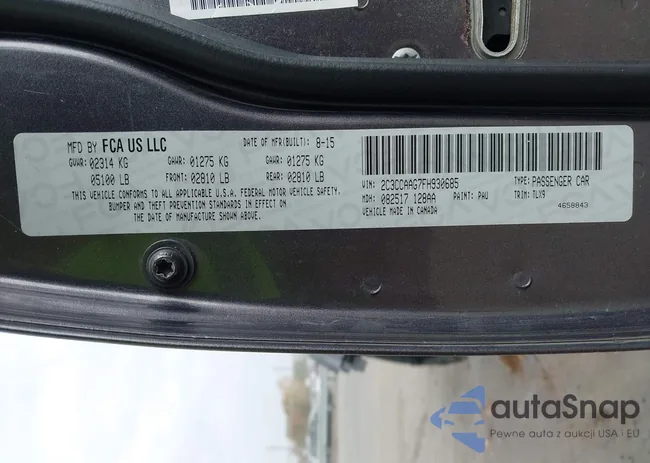 MFD BY FCA US LLC
DATE OF MFR(BUILT): 8-15
GVWR: 02314 KG GAWR: 01275 KG GAWR: 01275 KG
05100 LB FRONT: 02810 LB REAR: 02810 LB
THIS VEHICLE CONFORMS TO ALL APPLICABLE U.S.A. FEDERAL MOTOR VEHICLE SAFETY,
BUMPER AND THEFT PREVENTION STANDARDS IN EFFECT ON
THE DATE OF MANUFACTURE SHOWN ABOVE.
VIN: 2C3CCAAG7FH930685 TYPE: PASSENGER CAR
MDH: 082517 128AA PAINT: PAU TRIM: TLX9
VEHICLE MADE IN CANADA 4658843
autaSnap
Pewne auta z aukcji USA i EU